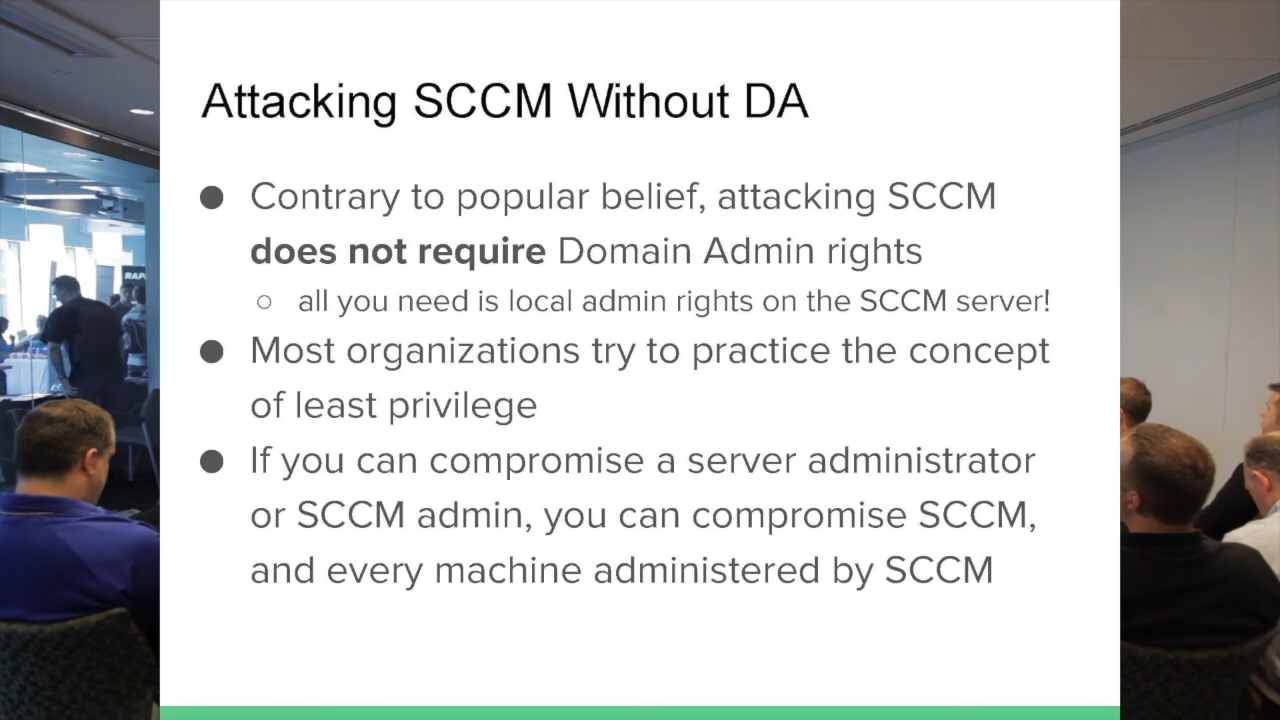 Attacking SCCM Without DA
● Contrary to popular belief, attacking SCCM
does not require Domain Admin rights
○ all you need is local admin rights on the SCCM server!
● Most organizations try to practice the concept
of least privilege
● If you can compromise a server administrator
or SCCM admin, you can compromise SCCM,
and every machine administered by SCCM